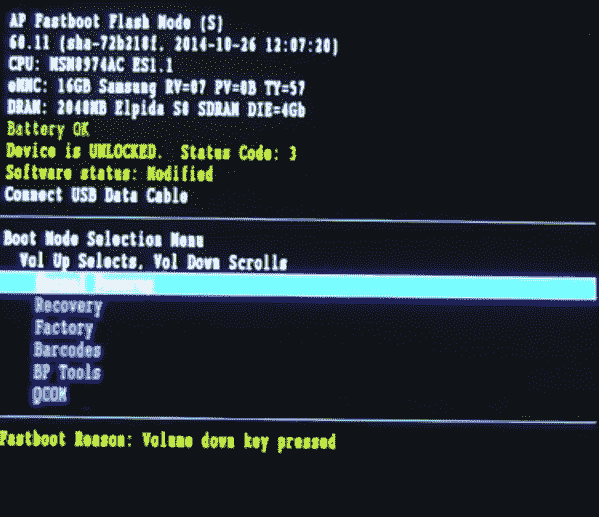 AP Fastboot Flash Mode (S)
60.11 (sha-72b210f, 2014-10-26 12:07:20)
CPU: MSM8974AC ES1.1
eMMC: 16GB Samsung RV=07 PV=0B TY=57
DRAM: 2048MB Elpida S8 SDRAM DIE=4Gb
Battery OK
Device is UNLOCKED. Status Code: 3
Software status: Modified
Connect USB Data Cable
Boot Mode Selection Menu
Vol Up Selects, Vol Down Scrolls
Recovery
Factory
Barcodes
BP Tools
QCOM
Fastboot Reason: Volume down key pressed